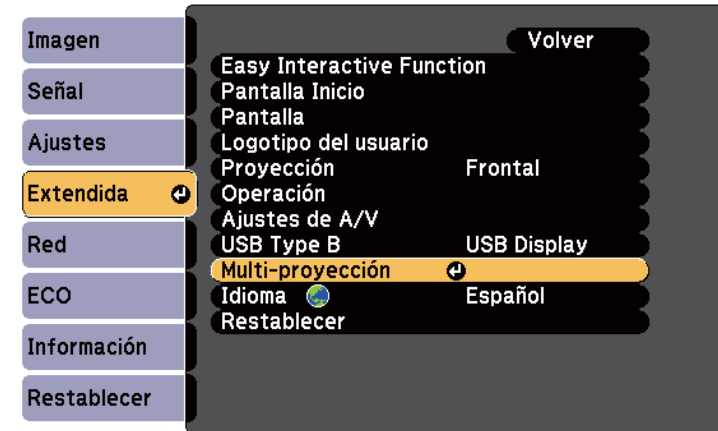 Imagen
Señal
Ajustes
Extendida
Red
ECO
Información
Restablecer
Volver
Easy Interactive Function
Pantalla Inicio
Pantalla
Logotipo del usuario
Proyección Frontal
Operación
Ajustes de A/V
USB Type B USB Display
Multi-proyección
Idioma Español
Restablecer